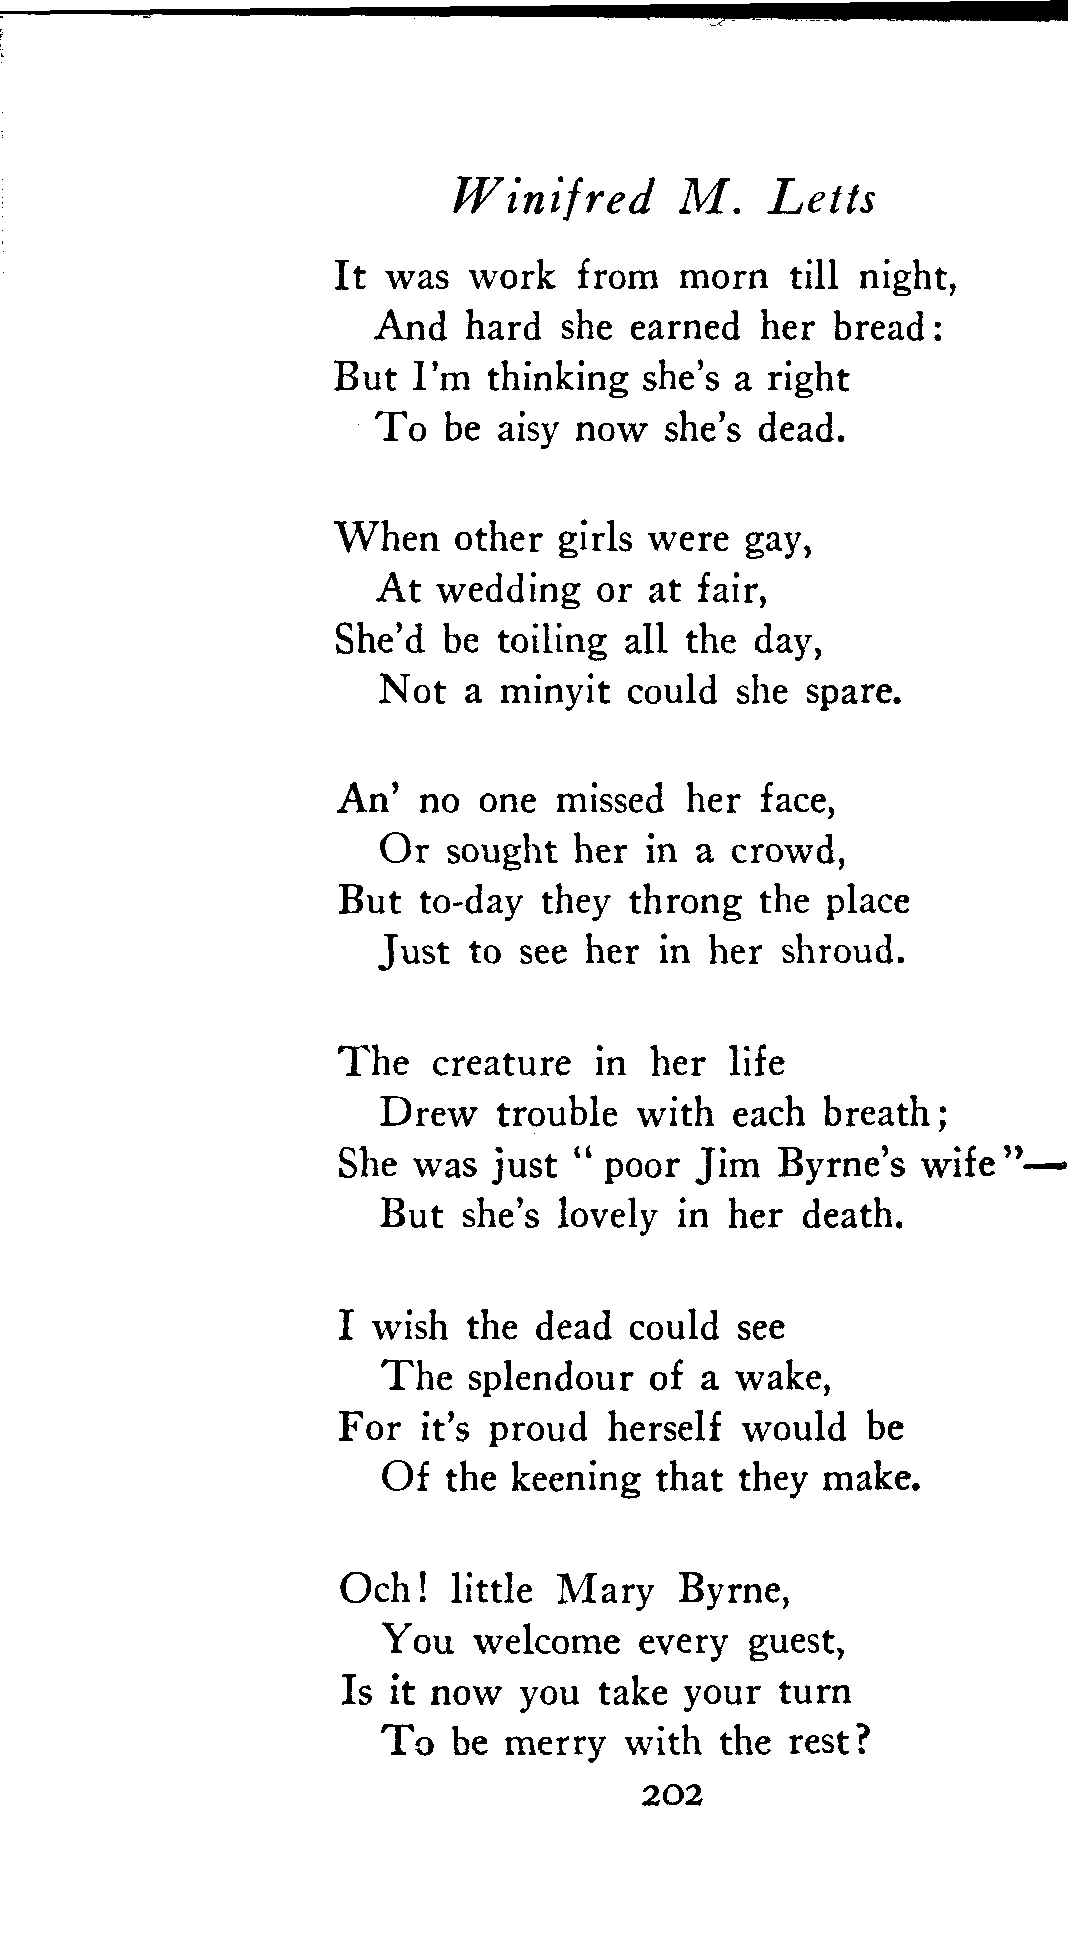 Winifred M. Letts
It was work from morn till night,
And hard she earned her bread:
But I'm thinking she's a right
To be aisy now she's dead.
When other girls were gay,
At wedding or at fair,
She'd be toiling all the day,
Not a minyit could she spare.
An' no one missed her face,
Or sought her in a crowd,
But to-day they throng the place
Just to see her in her shroud.
The creature in her life
Drew trouble with each breath;
She was just "poor Jim Byrne's wife"—
But she's lovely in her death.
I wish the dead could see
The splendour of a wake,
For it's proud herself would be
Of the keening that they make.
Och! little Mary Byrne,
You welcome every guest,
Is it now you take your turn
To be merry with the rest?
202